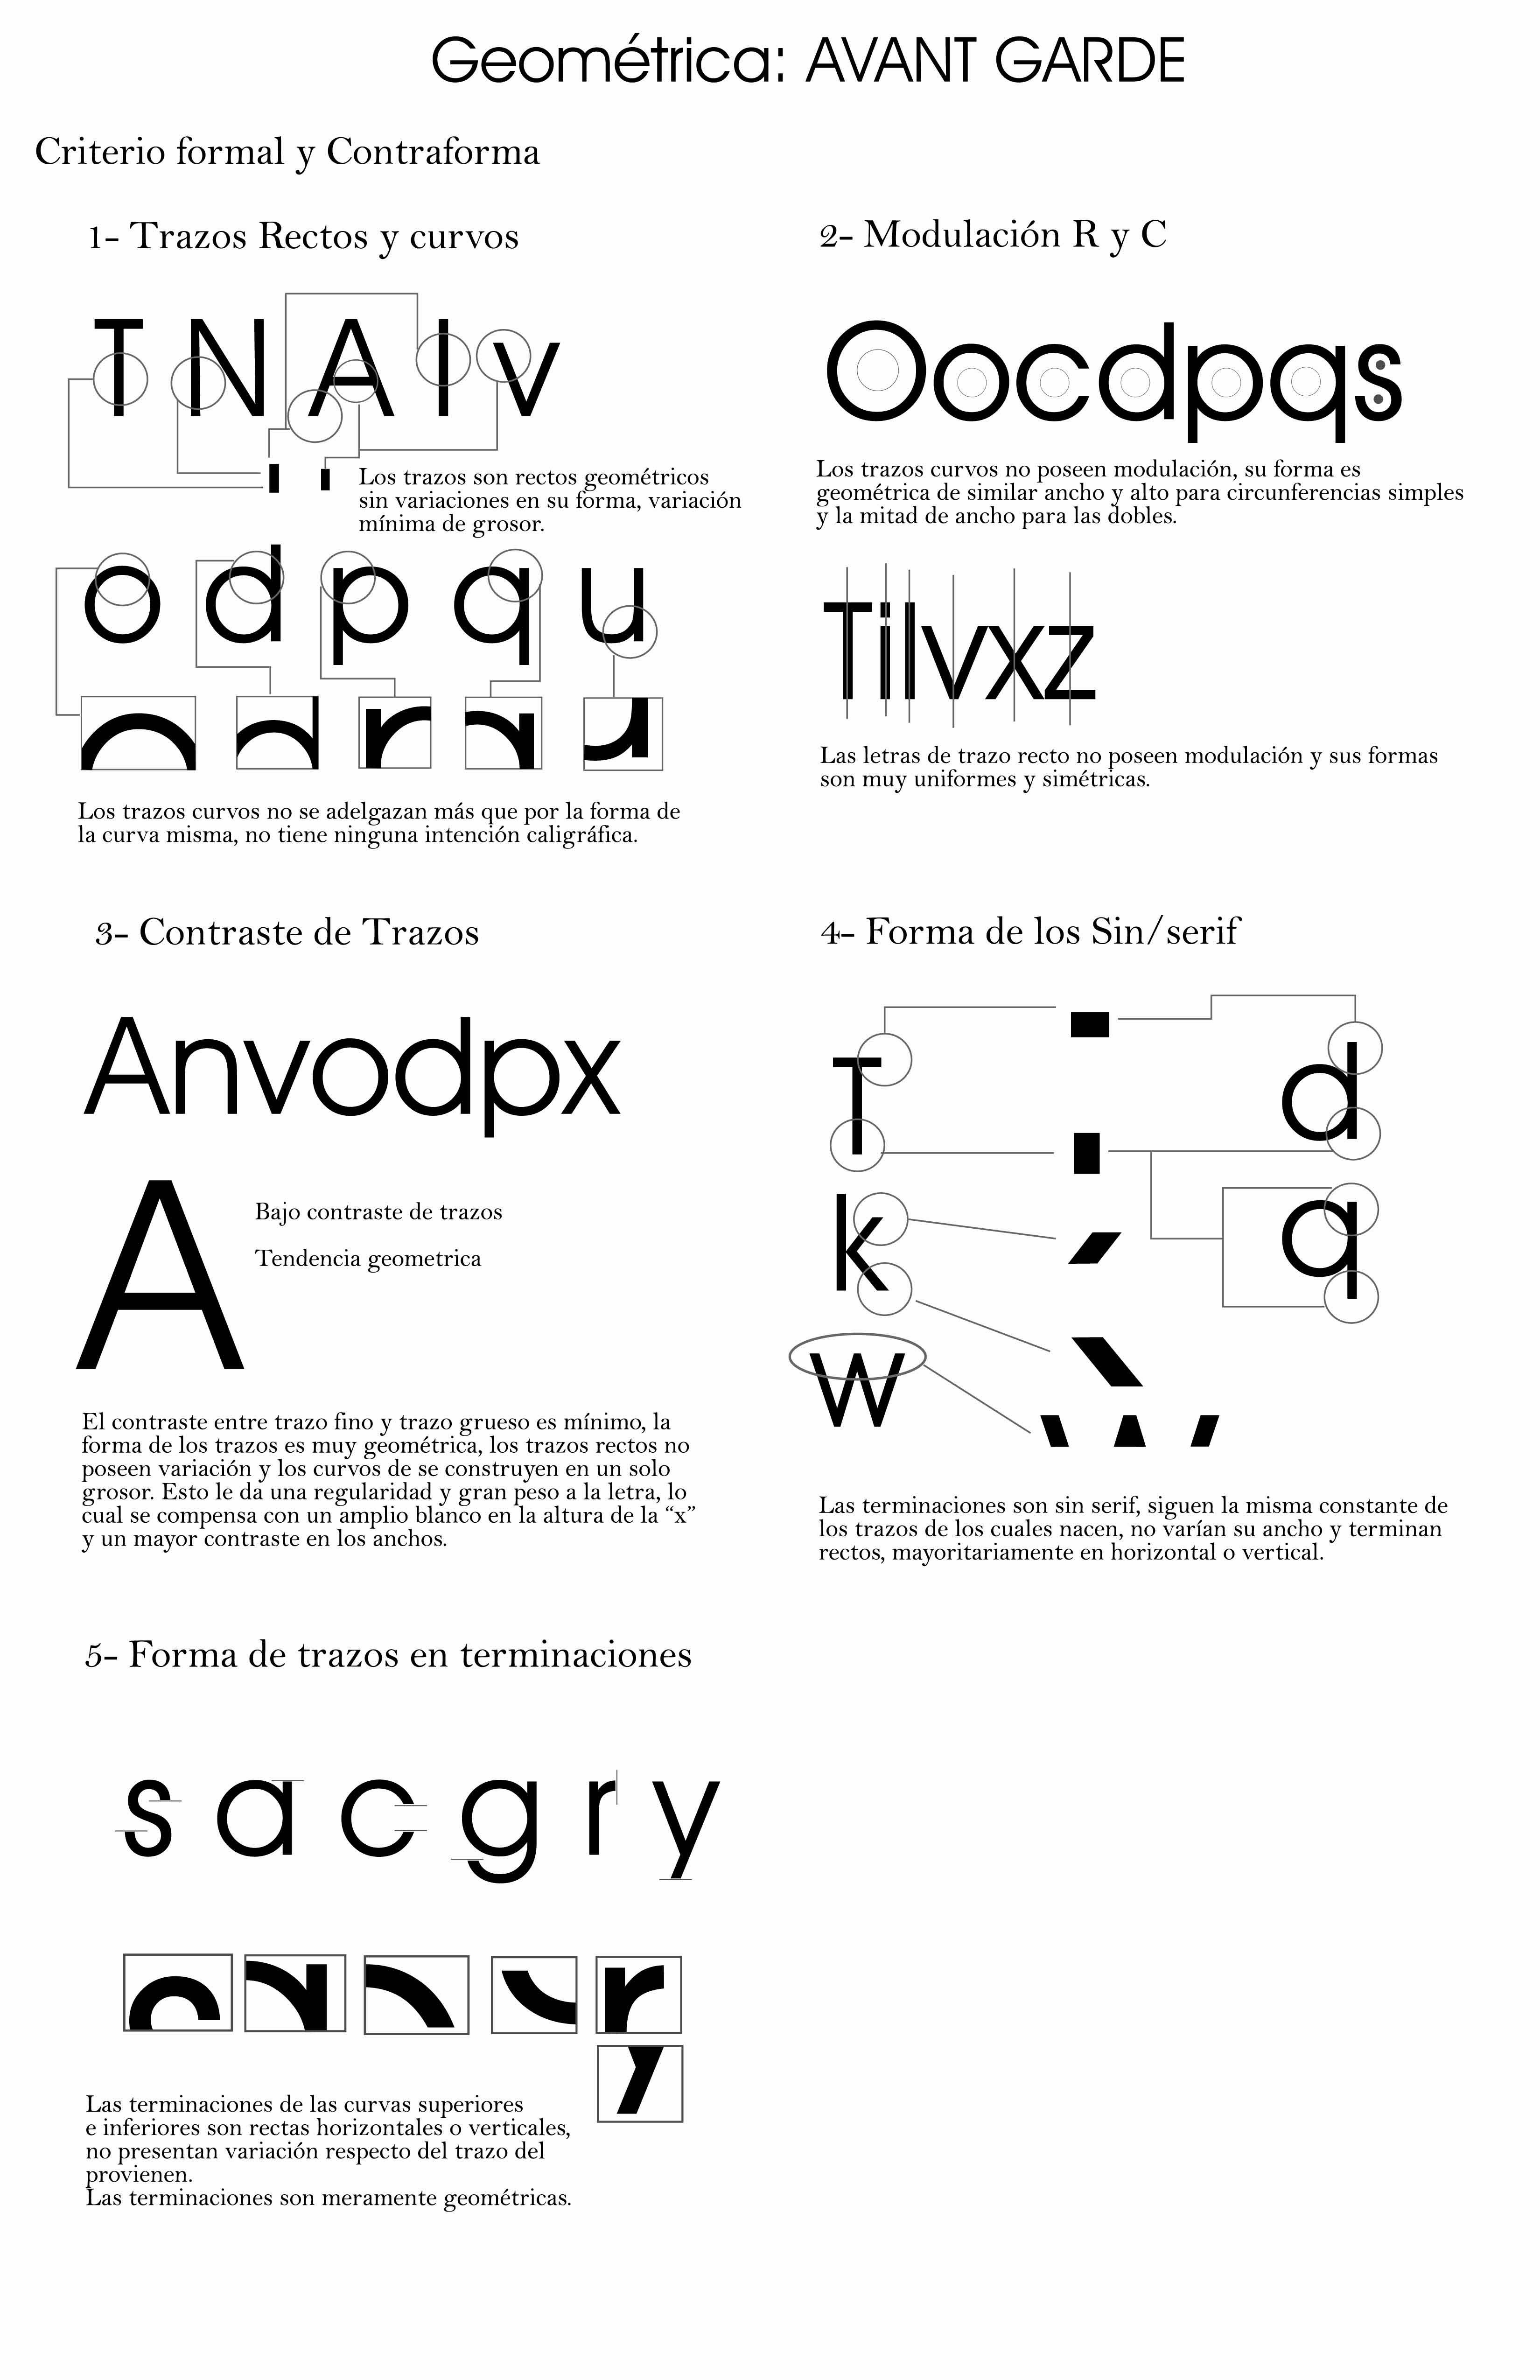 Geométrica: AVANT GARDE
Criterio formal y Contraforma
1- Trazos Rectos y curvos
T N A l v
Los trazos son rectos geométricos
sin variaciones en su forma, variación
mínima de grosor.
o d p q u
Los trazos curvos no se adelgazan más que por la forma de
la curva misma, no tiene ninguna intención caligráfica.
2- Modulación R y C
Oocdpqs
Los trazos curvos no poseen modulación, su forma es
geométrica de similar ancho y alto para circunferencias simples
y la mitad de ancho para las dobles.
Tilvxz
Las letras de trazo recto no poseen modulación y sus formas
son muy uniformes y simétricas.
3- Contraste de Trazos
Anvodpx
A
Bajo contraste de trazos
Tendencia geometrica
El contraste entre trazo fino y trazo grueso es mínimo, la
forma de los trazos es muy geométrica, los trazos rectos no
poseen variación y los curvos de se construyen en un solo
grosor. Esto le da una regularidad y gran peso a la letra, lo
cual se compensa con un amplio blanco en la altura de la “x”
y un mayor contraste en los anchos.
4- Forma de los Sin/serif
T
d
k
q
w
Las terminaciones son sin serif, siguen la misma constante de
los trazos de los cuales nacen, no varían su ancho y terminan
rectos, mayoritariamente en horizontal o vertical.
5- Forma de trazos en terminaciones
s a c g r y
Las terminaciones de las curvas superiores
e inferiores son rectas horizontales o verticales,
no presentan variación respecto del trazo del
provienen.
Las terminaciones son meramente geométricas.